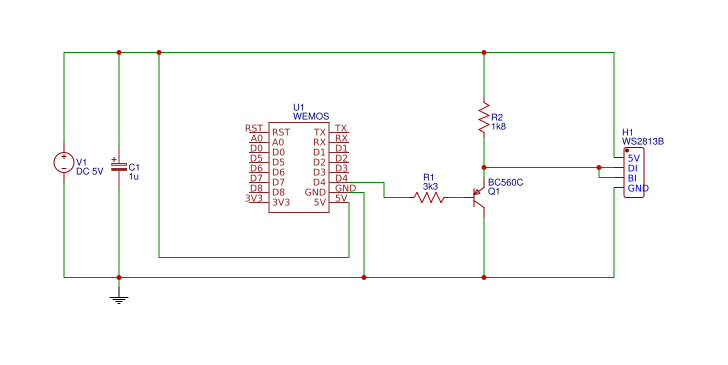 U1
WEMOS
RST RST TX TX
A0 A0 RX RX
D0 D0 D1 D1
D5 D5 D2 D2
D6 D6 D3 D3
D7 D7 D4 D4
D8 D8 GND GND
3V3 3V3 5V 5V
V1
DC 5V
C1
1u
R1
3k3
R2
1k8
BC560C
Q1
H1
WS2813B
5V
DI
BI
GND